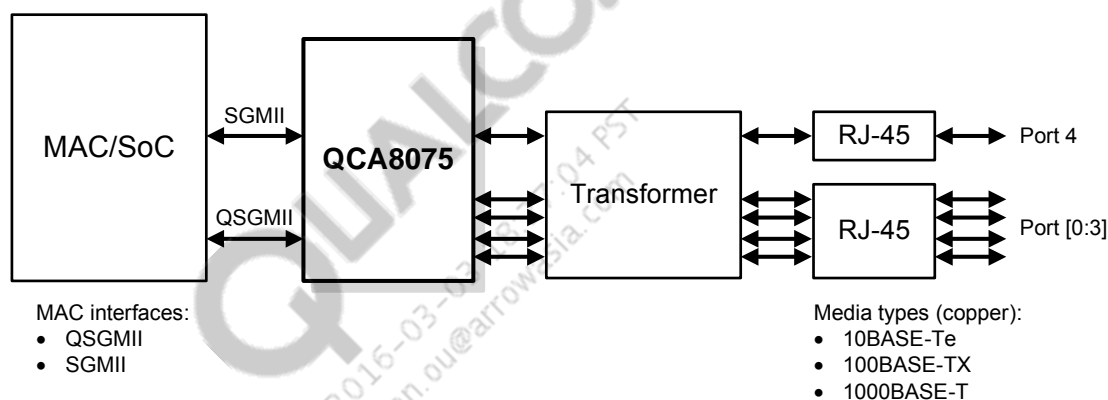 QUALCO
MAC/SoC
SGMII
QSGMII
QCA8075
Transformer
RJ-45
Port 4
RJ-45
Port [0:3]
MAC interfaces:
• QSGMII
• SGMII
Media types (copper):
• 10BASE-Te
• 100BASE-TX
• 1000BASE-T